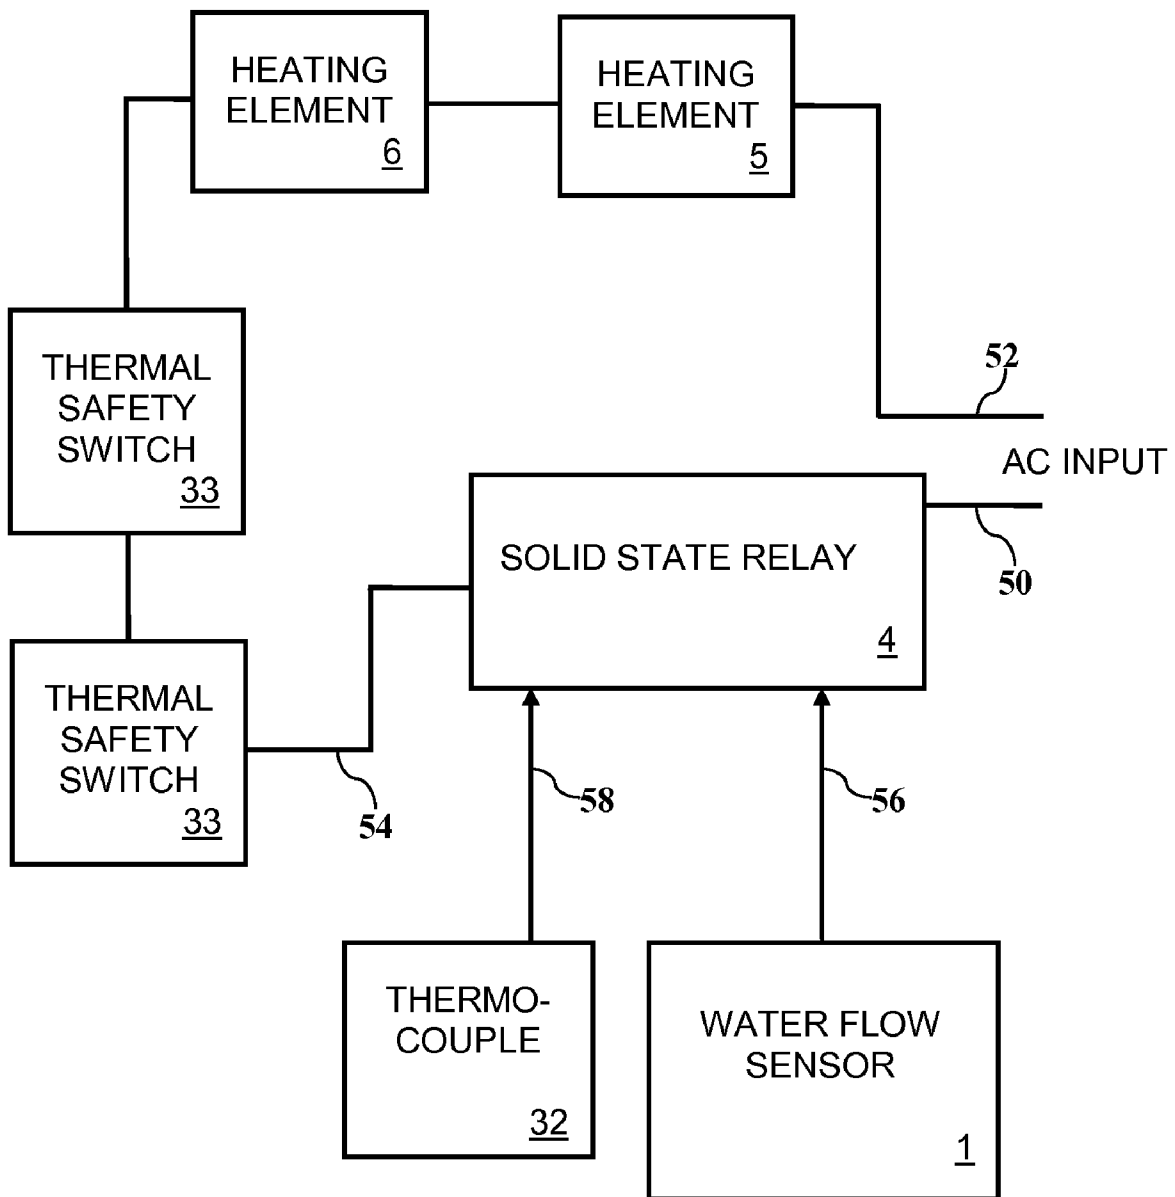 HEATING
ELEMENT
6
HEATING
ELEMENT
5
THERMAL
SAFETY
SWITCH
33
52
AC INPUT
50
SOLID STATE RELAY
4
THERMAL
SAFETY
SWITCH
33
54
58
56
THERMO-
COUPLE
32
WATER FLOW
SENSOR
1